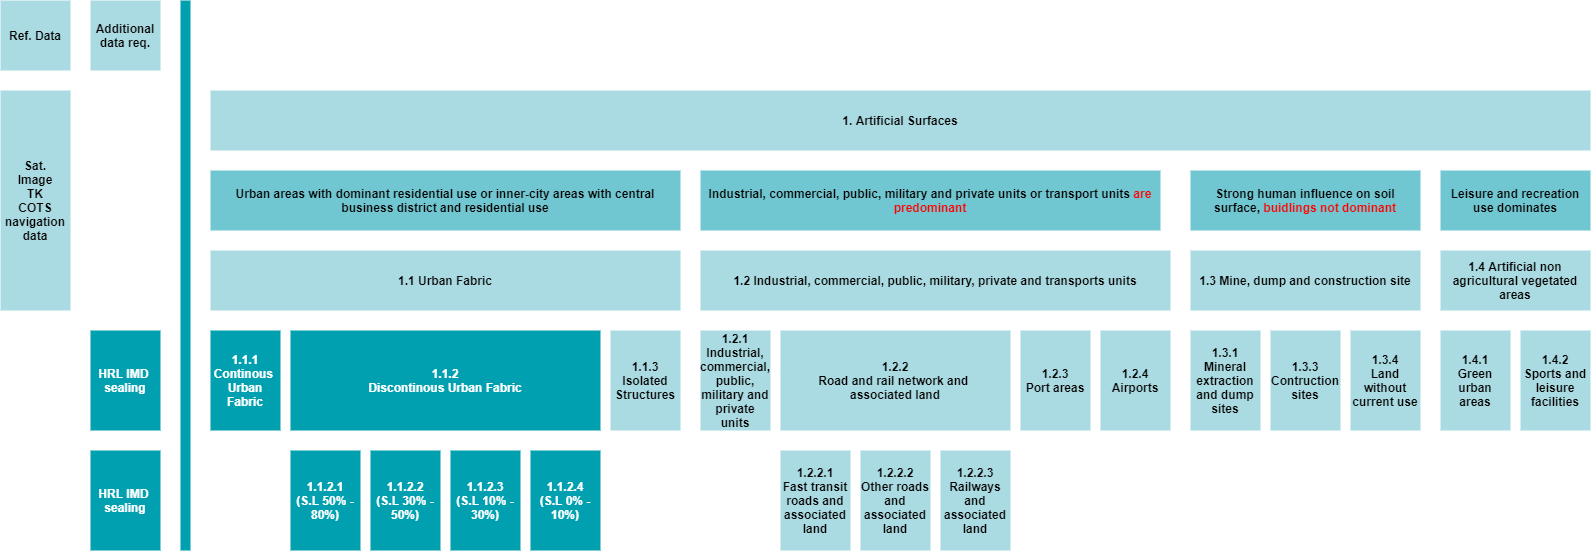 Ref. Data
Additional
data req.
1. Artificial Surfaces
Sat.
Image
TK
COTS
navigation
data
Urban areas with dominant residential use or inner-city areas with central
business district and residential use
Industrial, commercial, public, military and private units or transport units are
predominant
Strong human influence on soil
surface, buidlings not dominant
Leisure and recreation
use dominates
1.1 Urban Fabric
1.2 Industrial, commercial, public, military, private and transports units
1.3 Mine, dump and construction site
1.4 Artificial non
agricultural vegetated
areas
HRL IMD
sealing
1.1.1
Continous
Urban
Fabric
1.1.2
Discontinous Urban Fabric
1.1.3
Isolated
Structures
1.2.1
Industrial,
commercial,
public,
military and
private
units
1.2.2
Road and rail network and
associated land
1.2.3
Port areas
1.2.4
Airports
1.3.1
Mineral
extraction
and dump
sites
1.3.3
Contruction
sites
1.3.4
Land
without
current use
1.4.1
Green
urban
areas
1.4.2
Sports and
leisure
facilities
HRL IMD
sealing
1.1.2.1
(S.L 50% -
80%)
1.1.2.2
(S.L 30% -
50%)
1.1.2.3
(S.L 10% -
30%)
1.1.2.4
(S.L 0% -
10%)
1.2.2.1
Fast transit
roads and
associated
land
1.2.2.2
Other roads
and
associated
land
1.2.2.3
Railways
and
associated
land